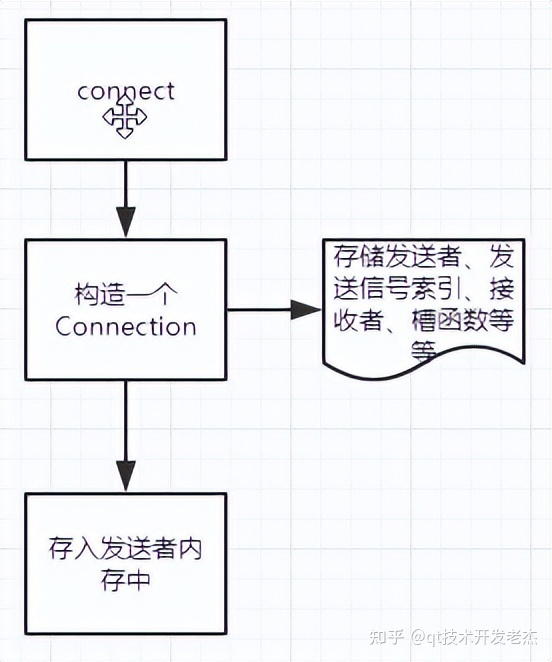 connect
构造一个
Connection
存储发送者、发
送信号索引、接
收者、槽函数等
等
存入发送者内
存中
知乎 @qt技术开发老杰